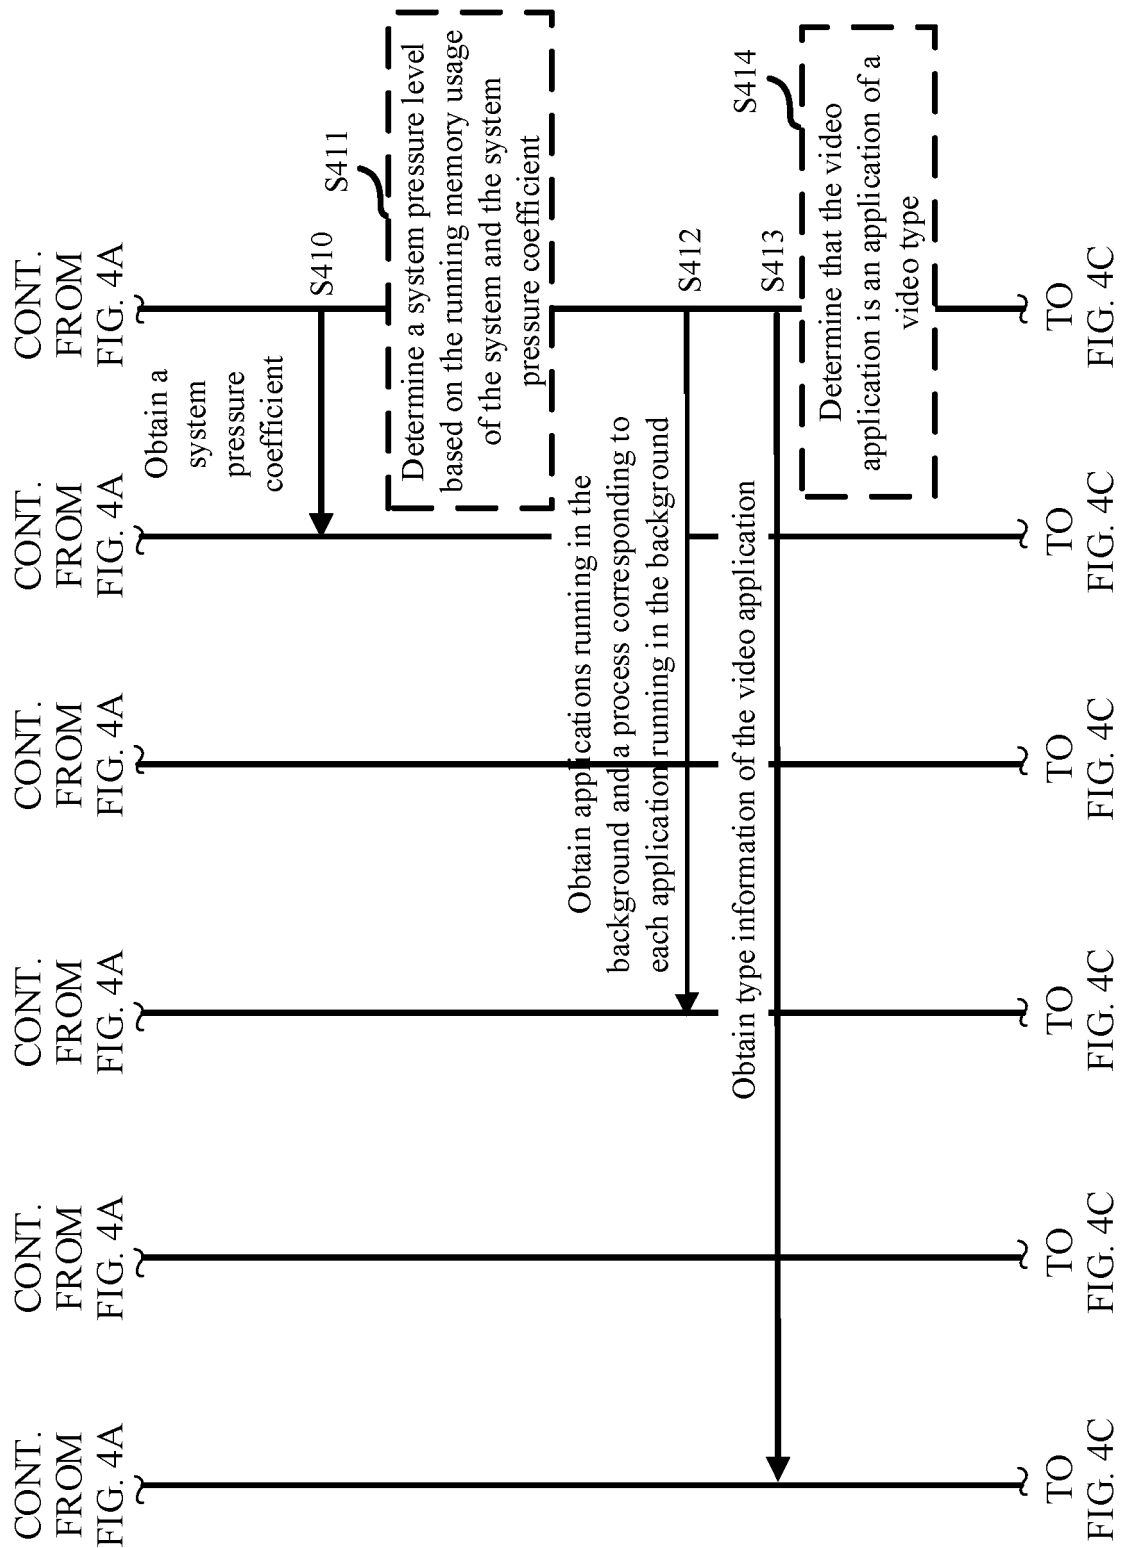 CONT.
FROM
FIG. 4A
CONT.
FROM
FIG. 4A
CONT.
FROM
FIG. 4A
CONT.
FROM
FIG. 4A
CONT.
FROM
FIG. 4A
CONT.
FROM
FIG. 4A
Obtain a
system
pressure
coefficient
S410
S411
Determine a system pressure level
based on the running memory usage
of the system and the system
pressure coefficient
Obtain applications running in the
background and a process corresponding to
each application running in the background
S412
Obtain type information of the video application
S413
S414
Determine that the video
application is an application of a
video type
TO
FIG. 4C
TO
FIG. 4C
TO
FIG. 4C
TO
FIG. 4C
TO
FIG. 4C
TO
FIG. 4C